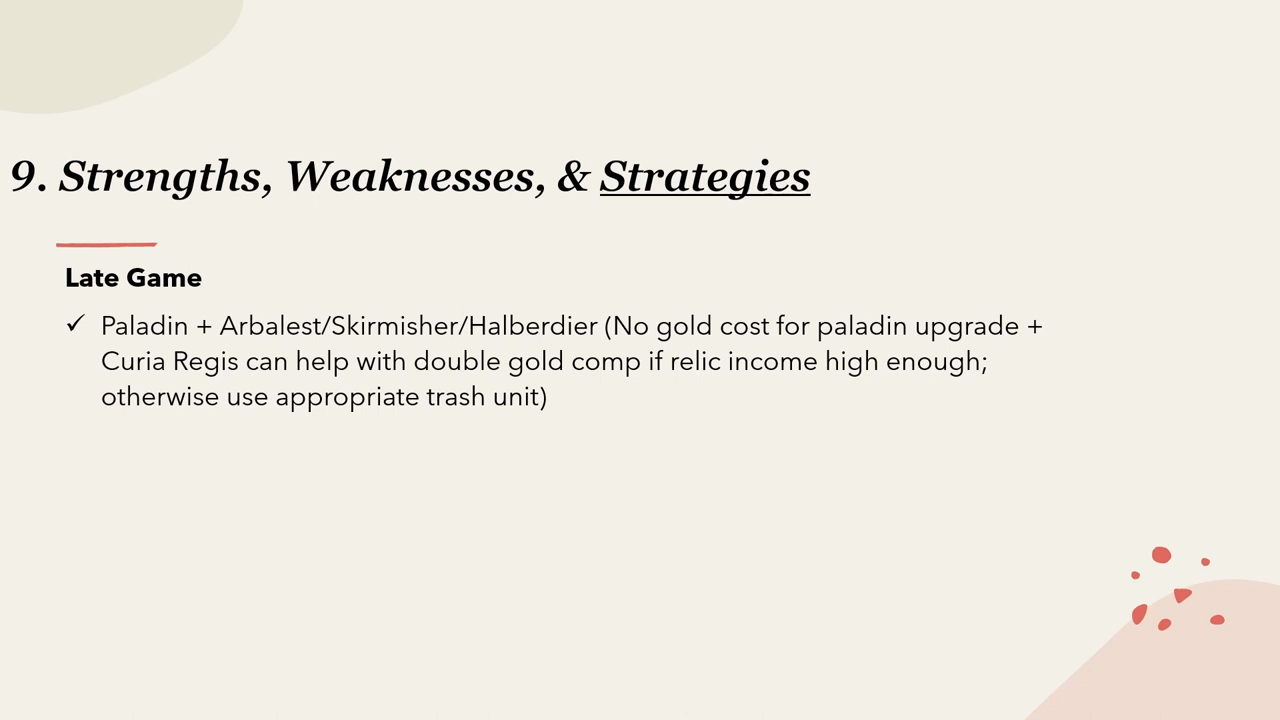 9. Strengths, Weaknesses, & Strategies
Late Game
✓ Paladin + Arbalest/Skirmisher/Halberdier (No gold cost for paladin upgrade +
Curia Regis can help with double gold comp if relic income high enough;
otherwise use appropriate trash unit)